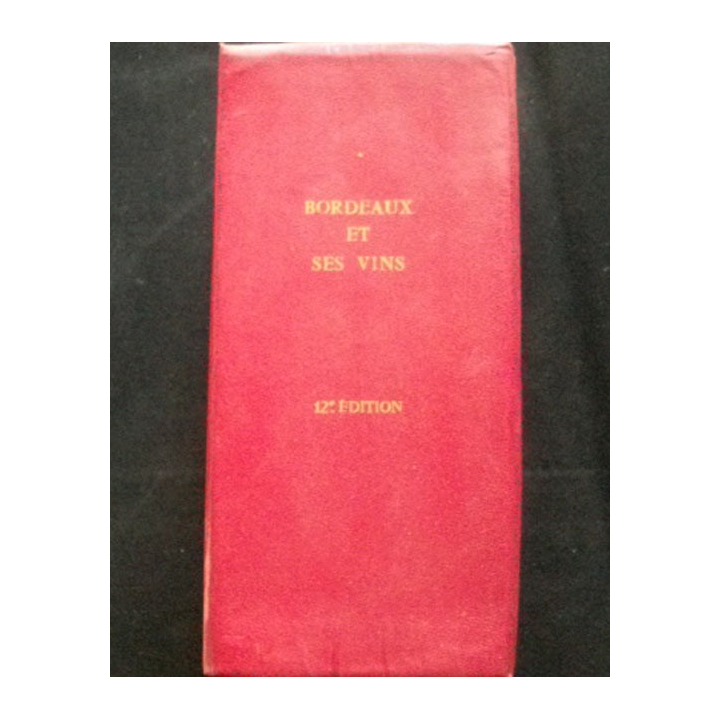 BORDEAUX
ET
SES VINS
12e ÉDITION